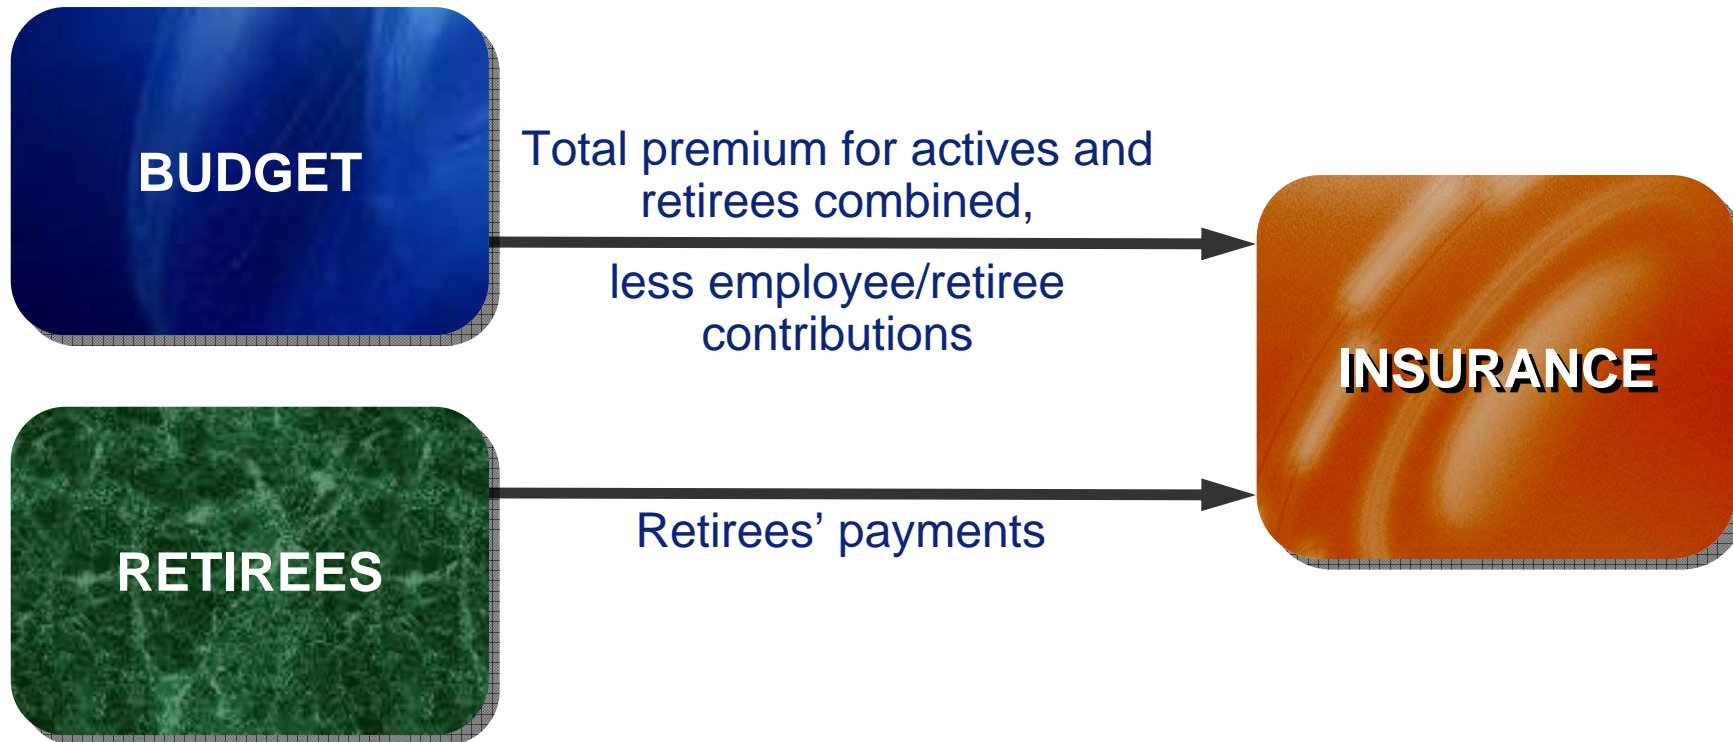 BUDGET
Total premium for actives and
retirees combined,
less employee/retiree
contributions
INSURANCE
RETIREES
Retirees’ payments